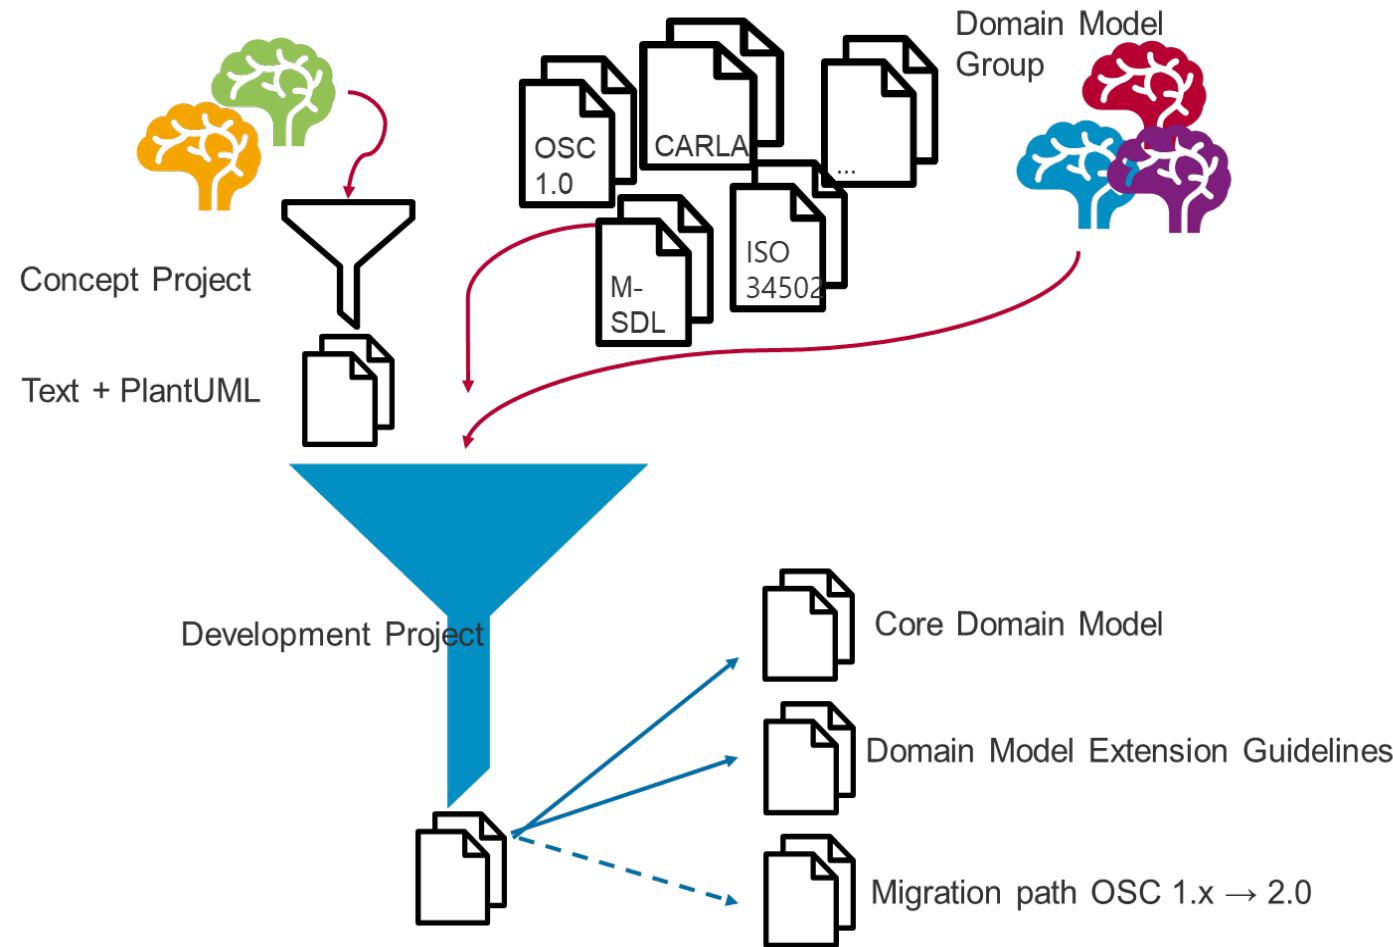 Domain Model
Group
OSC
1.0
CARLA
...
ISO
34502
M-
SDL
Concept Project
Text + PlantUML
Development Project
Core Domain Model
Domain Model Extension Guidelines
Migration path OSC 1.x → 2.0